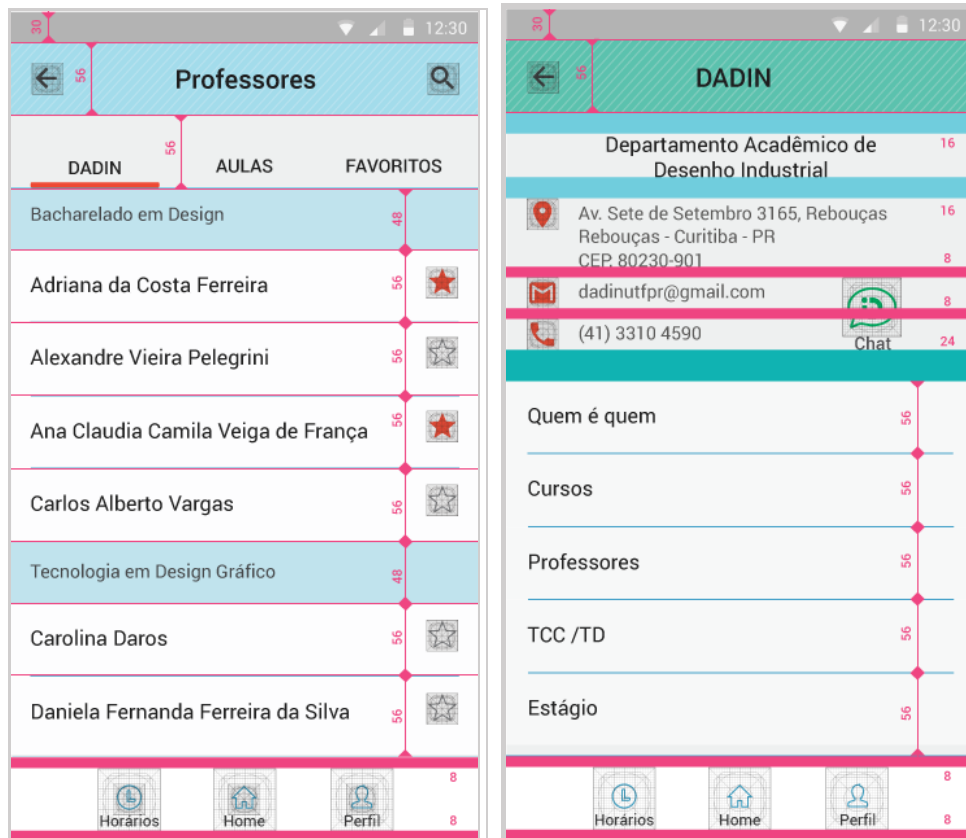 30
12:30
56
Professores
56
DADIN
AULAS
FAVORITOS
Bacharelado em Design
48
Adriana da Costa Ferreira
56
Alexandre Vieira Pelegrini
56
Ana Claudia Camila Veiga de França
56
Carlos Alberto Vargas
56
Tecnologia em Design Gráfico
48
Carolina Daros
56
Daniela Fernanda Ferreira da Silva
56
8
Horários
Home
Perfil
8
30
12:30
56
DADIN
Departamento Acadêmico de
16
Desenho Industrial
Av. Sete de Setembro 3165, Rebouças
16
Rebouças - Curitiba - PR
CEP. 80230-901
8
dadinutfpr@gmail.com
8
(41) 3310 4590
Chat
24
Quem é quem
56
Cursos
56
Professores
56
TCC /TD
56
Estágio
56
8
Horários
Home
Perfil
8